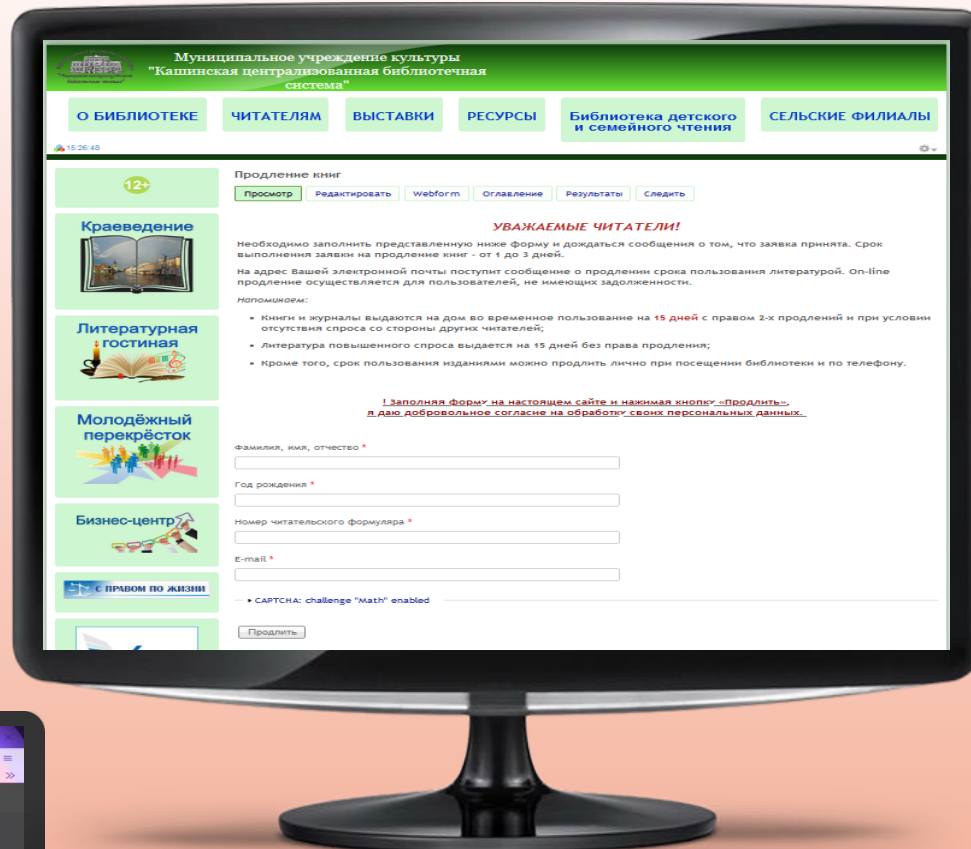 Муниципальное учреждение культуры
"Кашинская централизованная библиотечная
система"
О БИБЛИОТЕКЕ
ЧИТАТЕЛЯМ
ВЫСТАВКИ
РЕСУРСЫ
Библиотека детского
и семейного чтения
СЕЛЬСКИЕ ФИЛИАЛЫ
15:26:48
12+
Краеведение
Литературная
гостиная
Молодёжный
перекрёсток
Бизнес-центр
С ПРАВОМ ПО ЖИЗНИ
Продление книг
Просмотр Редактировать Webform Оглавление Результаты Следить
УВАЖАЕМЫЕ ЧИТАТЕЛИ!
Необходимо заполнить представленную ниже форму и дождаться сообщения о том, что заявка принята. Срок
выполнения заявки на продление книг - от 1 до 3 дней.
На адрес Вашей электронной почты поступит сообщение о продлении срока пользования литературой. On-line
продление осуществляется для пользователей, не имеющих задолженности.
Напоминаем:
• Книги и журналы выдаются на дом во временное пользование на 15 дней с правом 2-х продлений и при условии
отсутствия спроса со стороны других читателей;
• Литература повышенного спроса выдается на 15 дней без права продления;
• Кроме того, срок пользования изданиями можно продлить лично при посещении библиотеки и по телефону.
! Заполняя форму на настоящем сайте и нажимая кнопку «Продлить»,
я даю добровольное согласие на обработку своих персональных данных.
Фамилия, имя, отчество *
Год рождения *
Номер читательского формуляра *
E-mail *
CAPTCHA: challenge "Math" enabled
Продлить